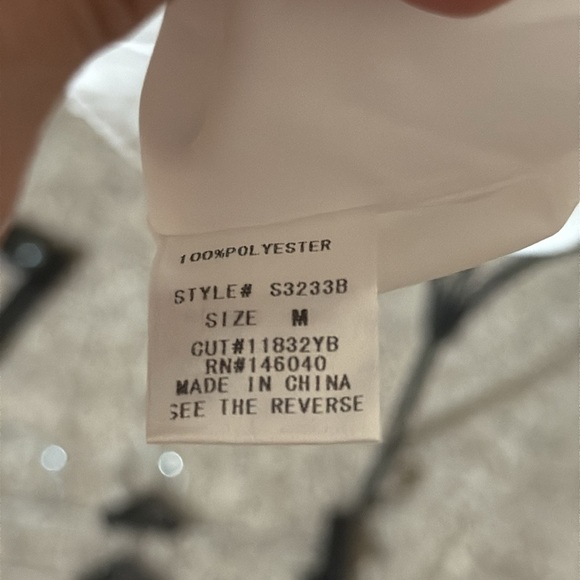 100%POLYESTER
STYLE# S3233B
SIZE M
CUT#11832YB
RN#146040
MADE IN CHINA
SEE THE REVERSE